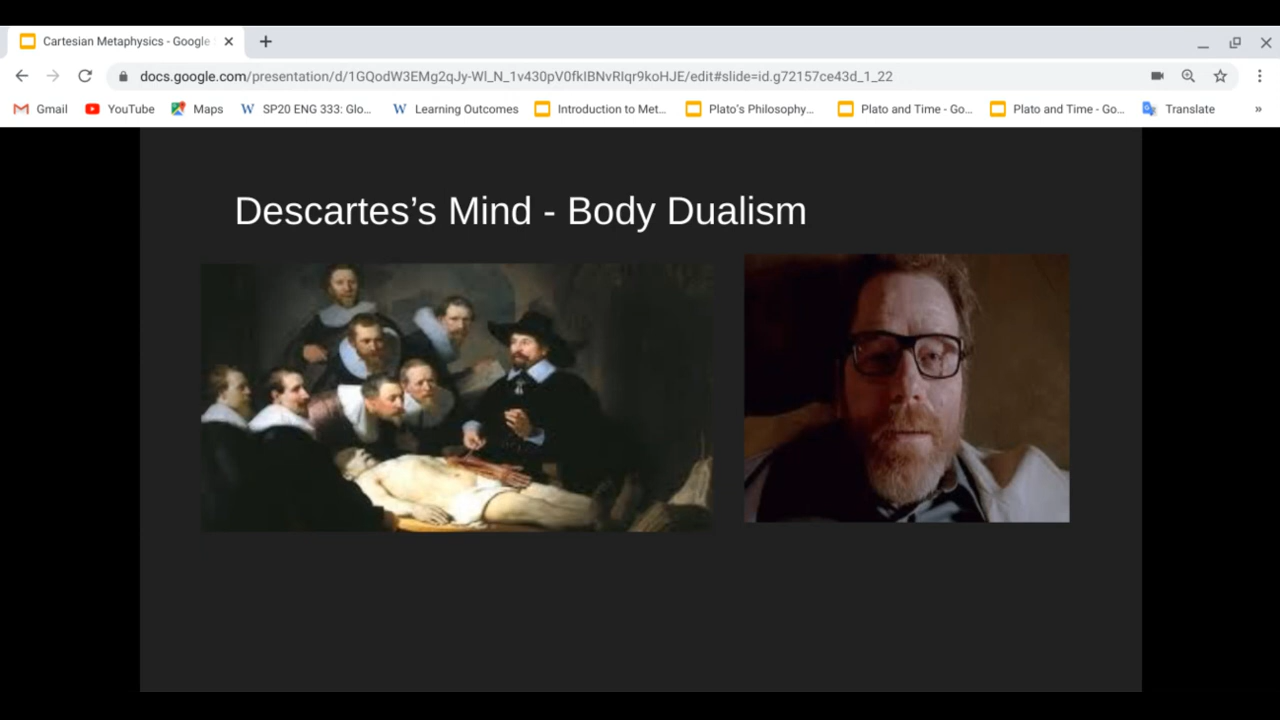 Cartesian Metaphysics - Google
docs.google.com/presentation/d/1GQodW3EMg2qJy-Wl_N_1v430pV0fkIBNvRIqr9koHJE/edit#slide=id.g72157ce43d_1_22
Gmail YouTube Maps SP20 ENG 333: Glo... Learning Outcomes Introduction to Met... Plato's Philosophy... Plato and Time - Go... Plato and Time - Go... Translate »
Descartes’s Mind - Body Dualism